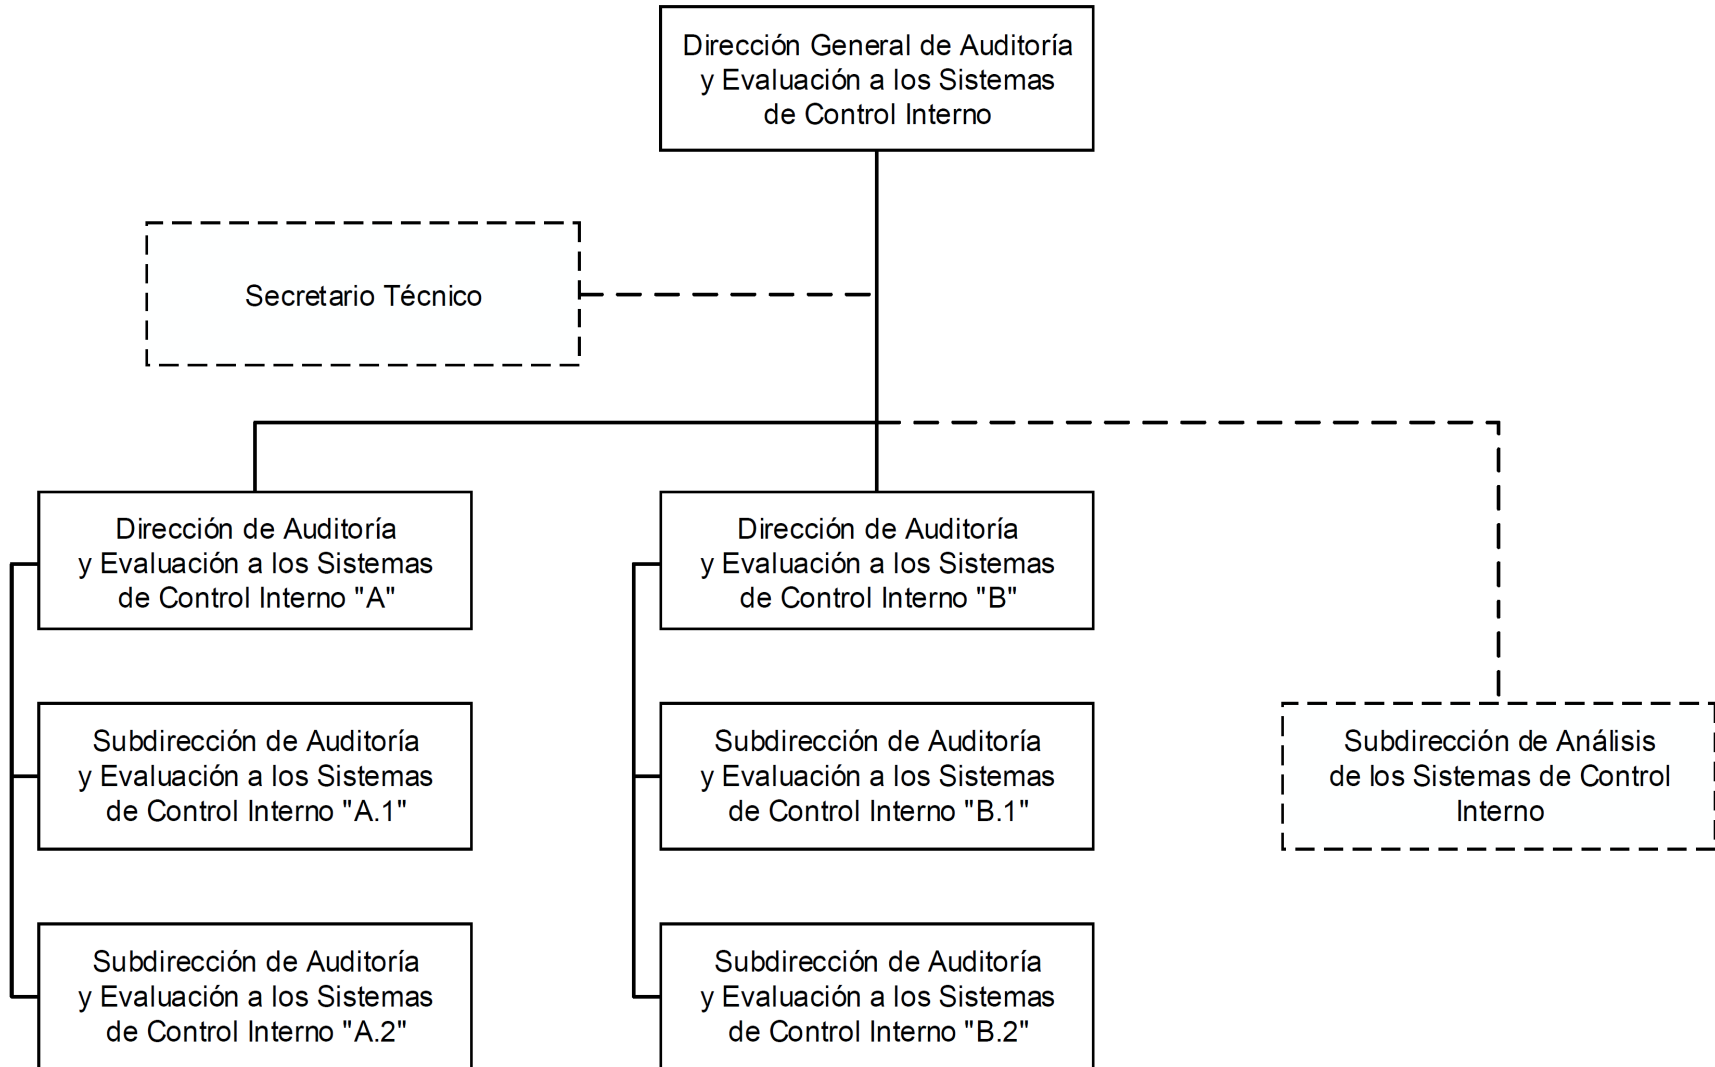 Dirección General de Auditoría
y Evaluación a los Sistemas
de Control Interno
Secretario Técnico
Dirección de Auditoría
y Evaluación a los Sistemas
de Control Interno "A"
Dirección de Auditoría
y Evaluación a los Sistemas
de Control Interno "B"
Subdirección de Auditoría
y Evaluación a los Sistemas
de Control Interno "A.1"
Subdirección de Auditoría
y Evaluación a los Sistemas
de Control Interno "B.1"
Subdirección de Análisis
de los Sistemas de Control
Interno
Subdirección de Auditoría
y Evaluación a los Sistemas
de Control Interno "A.2"
Subdirección de Auditoría
y Evaluación a los Sistemas
de Control Interno "B.2"